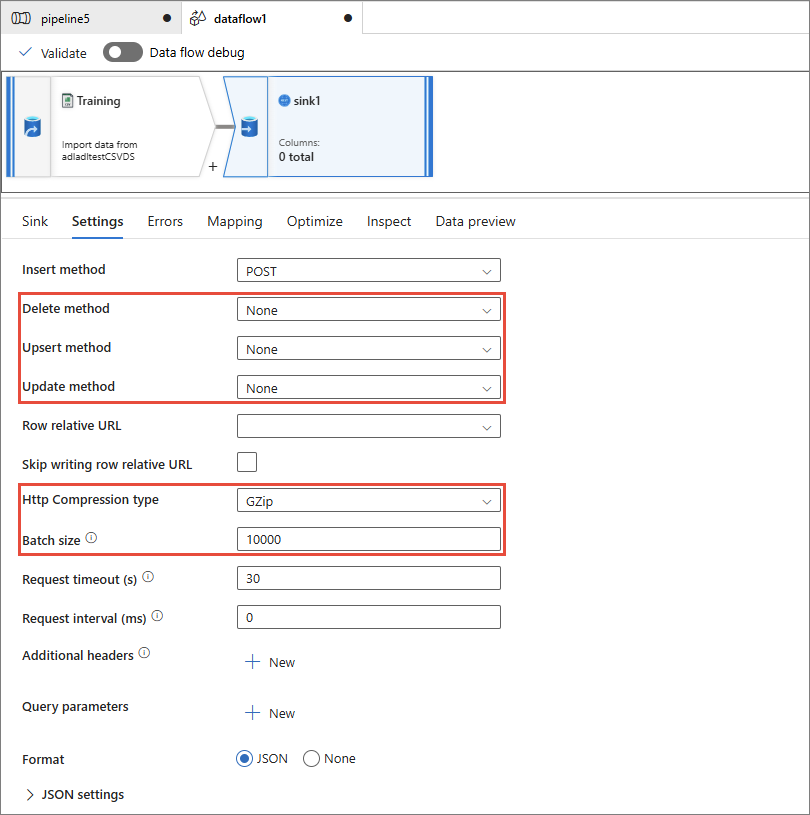 pipeline5
dataflow1
Validate
Data flow debug
Training
Import data from
adladltestCSVDS
+
sink1
Columns:
0 total
Sink Settings Errors Mapping Optimize Inspect Data preview
Insert method POST
Delete method None
Upsert method None
Update method None
Row relative URL
Skip writing row relative URL
Http Compression type GZip
Batch size 10000
Request timeout (s) 30
Request interval (ms) 0
Additional headers + New
Query parameters + New
Format JSON None
JSON settings